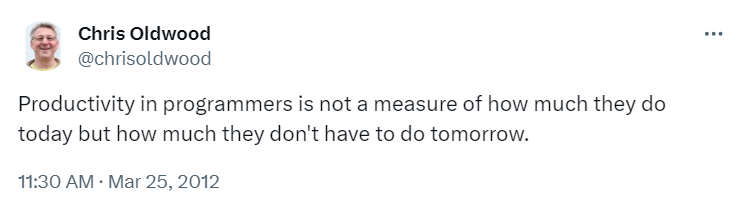 Chris Oldwood
@chrisoldwood
Productivity in programmers is not a measure of how much they do
today but how much they don't have to do tomorrow.
11:30 AM · Mar 25, 2012